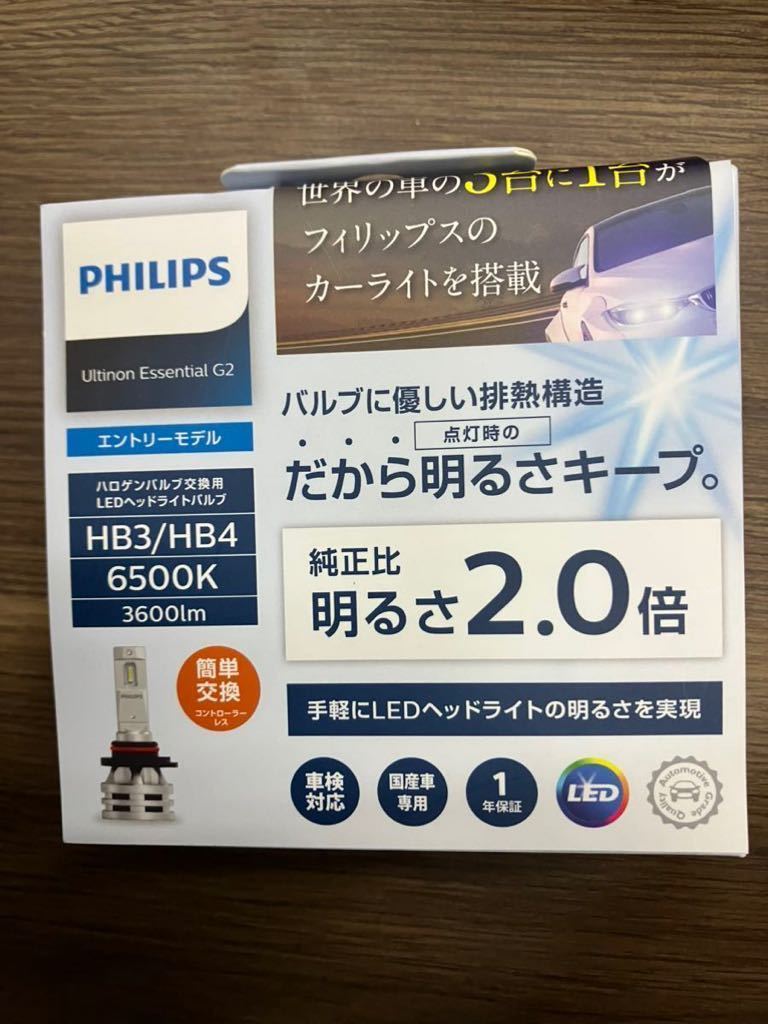 世界の車の3台に1台が
フィリップスの
カーライトを搭載
PHILIPS
Ultinon Essential G2
エントリーモデル
ハロゲンバルブ交換用
LEDヘッドライトバルブ
HB3/HB4
6500K
3600lm
PHILIPS
簡単
交換
コントローラー
レス
バルブに優しい排熱構造
点灯時の
だから明るさキープ。
純正比
明るさ2.0倍
手軽にLEDヘッドライトの明るさを実現
車検
対応
国産車
専用
1
年保証
LED
Automotive Grade Quality